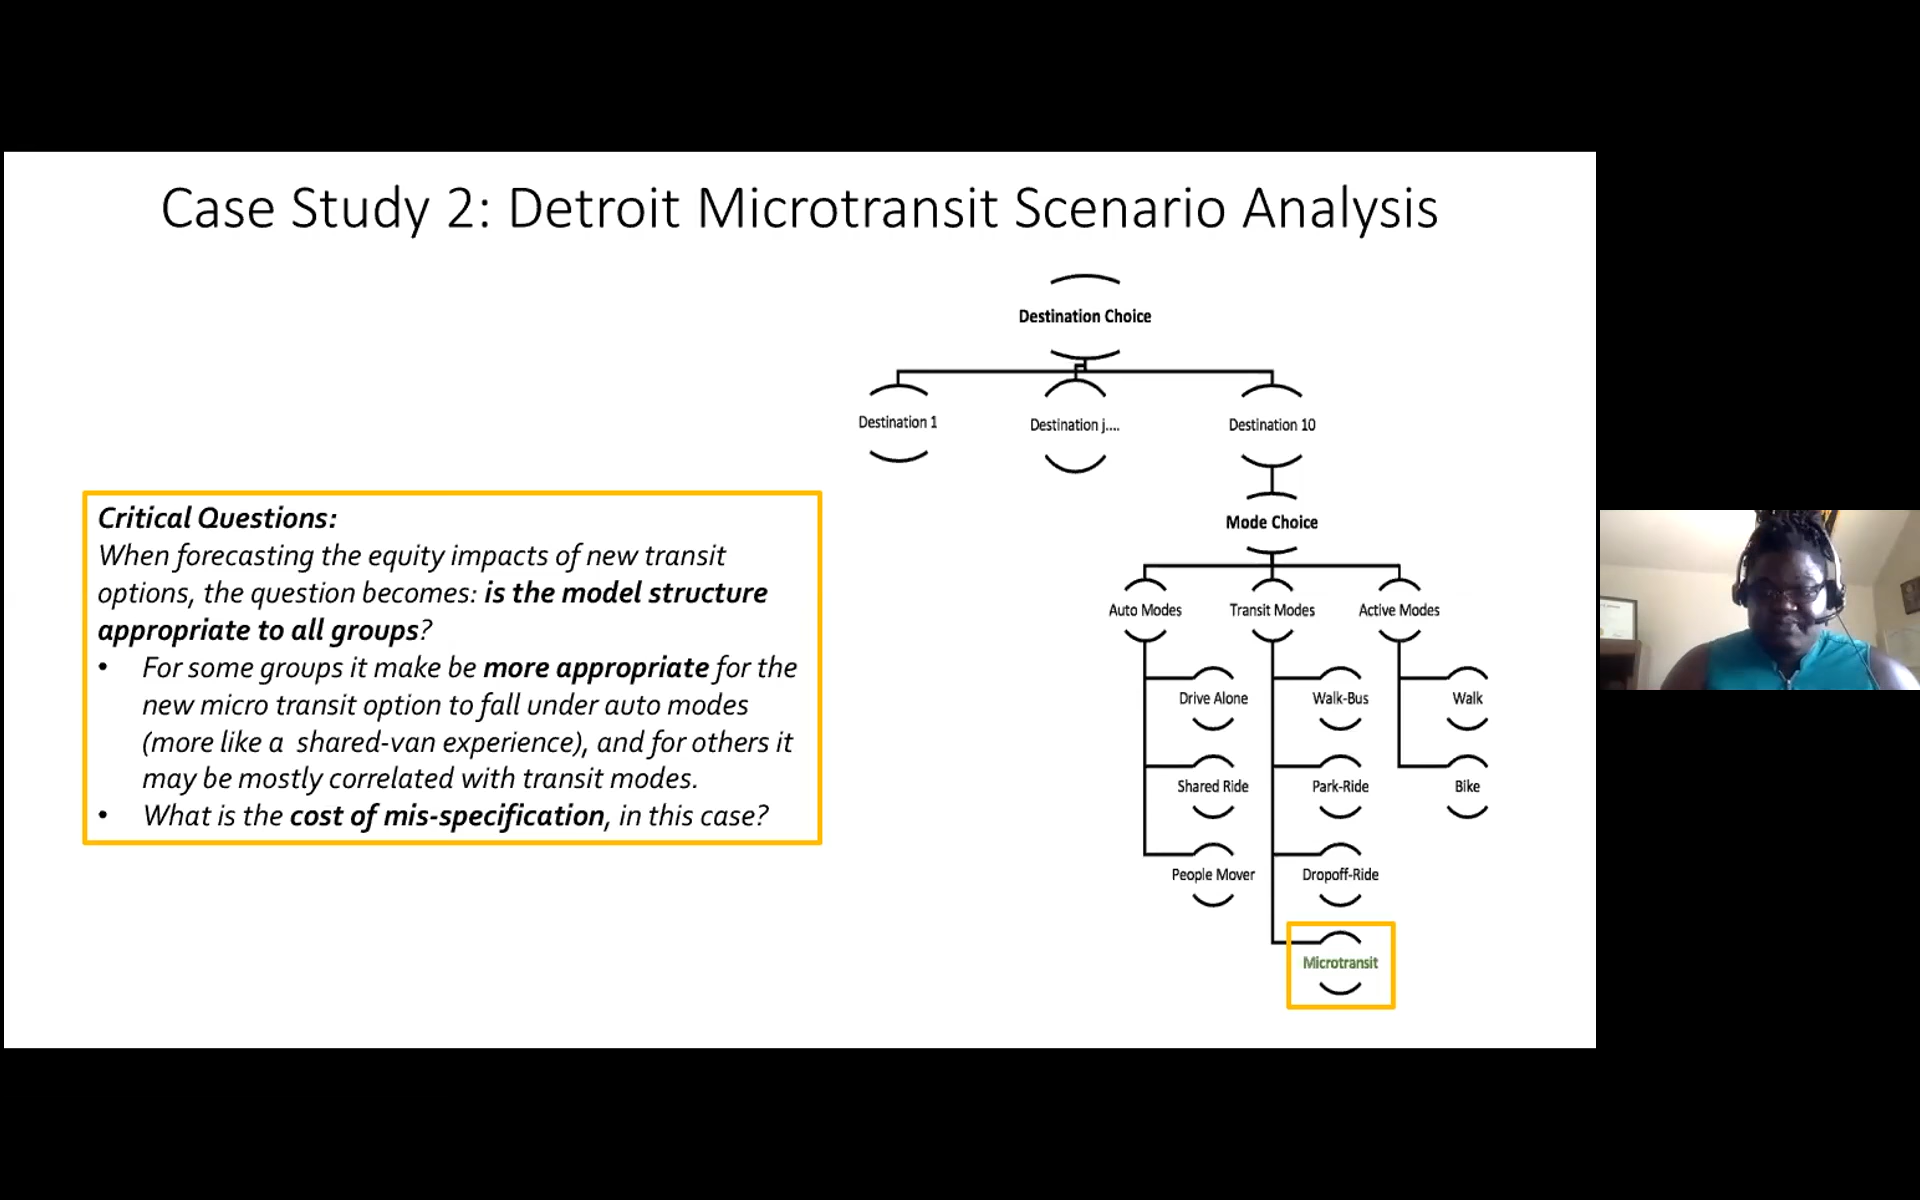 Case Study 2: Detroit Microtransit Scenario Analysis
Critical Questions:
When forecasting the equity impacts of new transit
options, the question becomes: is the model structure
appropriate to all groups?
• For some groups it make be more appropriate for the
new micro transit option to fall under auto modes
(more like a shared-van experience), and for others it
may be mostly correlated with transit modes.
• What is the cost of mis-specification, in this case?
Destination Choice
Destination 1
Destination j....
Destination 10
Mode Choice
Auto Modes
Transit Modes
Active Modes
Drive Alone
Walk-Bus
Walk
Shared Ride
Park-Ride
Bike
People Mover
Dropoff-Ride
Microtransit